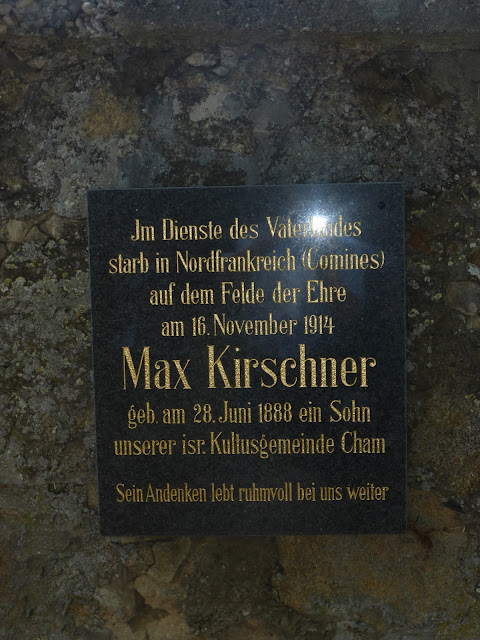 Jm Dienste des Vaterlandes
starb in Nordfrankreich (Comines)
auf dem Felde der Ehre
am 16. November 1914
Max Kirschner
geb. am 28. Juni 1888 ein Sohn
unserer isr. Kultusgemeinde Cham
Sein Andenken lebt ruhmvoll bei uns weiter